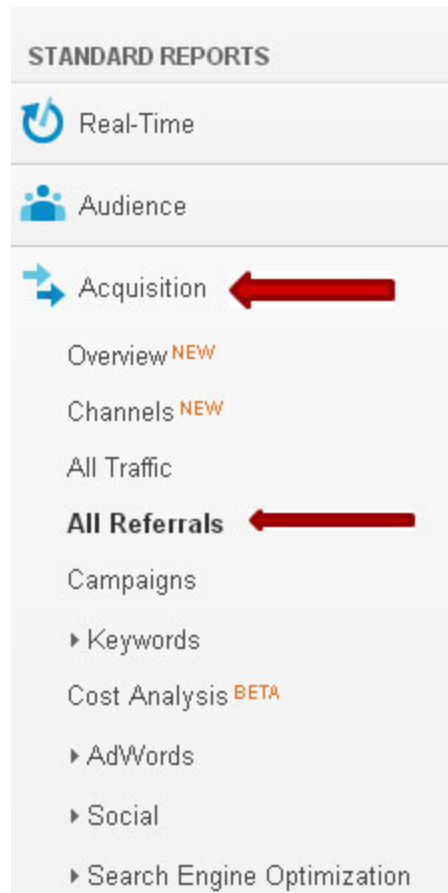 STANDARD REPORTS
Real-Time
Audience
Acquisition
Overview NEW
Channels NEW
All Traffic
All Referrals
Campaigns
Keywords
Cost Analysis BETA
AdWords
Social
Search Engine Optimization